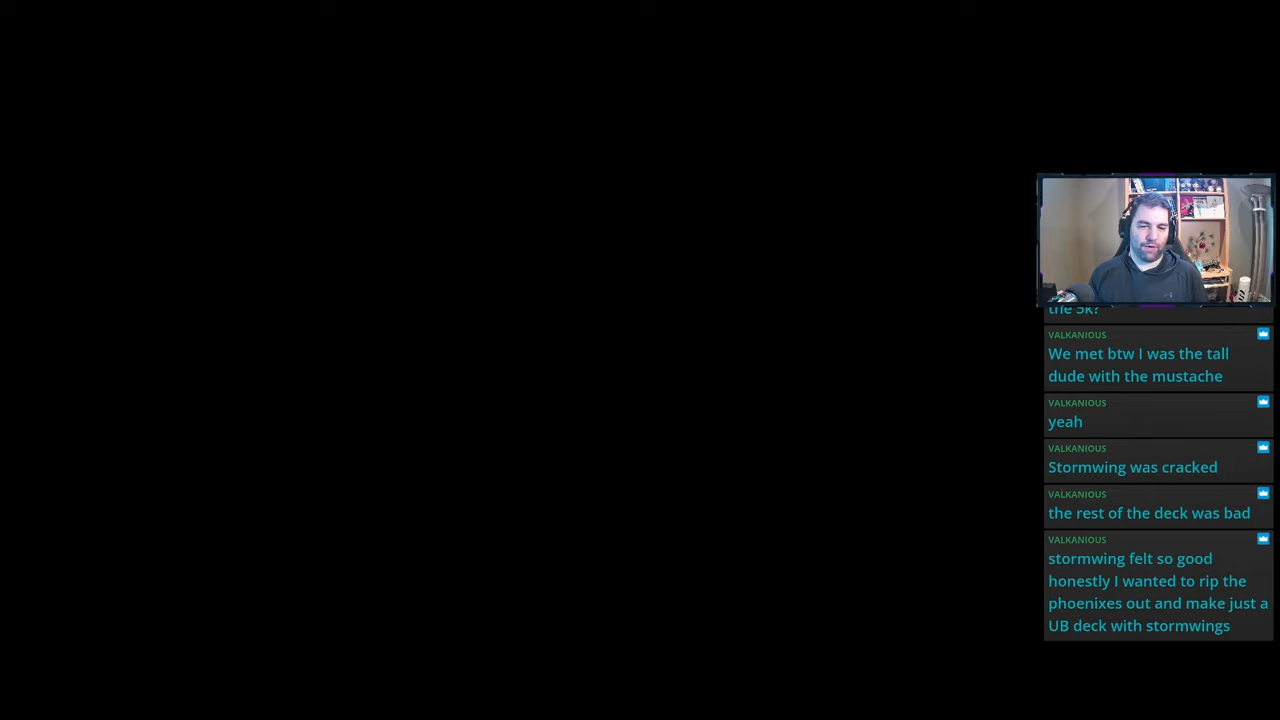 the 5k?
VALKANIOUS
We met btw I was the tall
dude with the mustache
VALKANIOUS
yeah
VALKANIOUS
Stormwing was cracked
VALKANIOUS
the rest of the deck was bad
VALKANIOUS
stormwing felt so good
honestly I wanted to rip the
phoenixes out and make just a
UB deck with stormwings